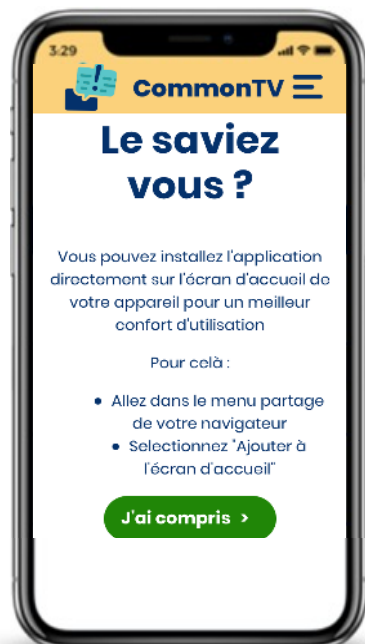 3:29
CommonTV
Le saviez
vous ?
Vous pouvez installez l'application
directement sur l'écran d'accueil de
votre appareil pour un meilleur
confort d'utilisation
Pour celà :
• Allez dans le menu partage
de votre navigateur
• Selectionnez "Ajouter à
l'écran d'accueil"
J'ai compris >